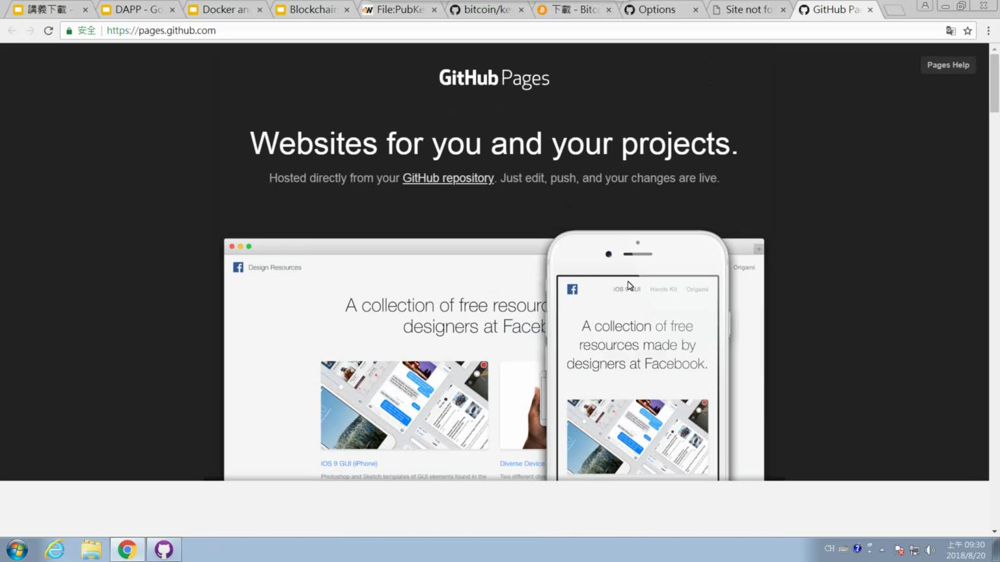 講義下載 -
DAPP - Go
Docker an
Blockchain
File:PubKe
bitcoin/ke
下載 - Bitc
Options
Site not fo
GitHub Pa
安全
https://pages.github.com
Pages Help
GitHub Pages
Websites for you and your projects.
Hosted directly from your GitHub repository. Just edit, push, and your changes are live.
Design Resources
Origami
A collection of free resourc
designers at Faceb
iOS 9 GUI
Hands Kit
Origami
A collection of free
resources made by
designers at Facebook.
iOS 9 GUI (iPhone)
Diverse Device
Photoshop and Sketch templates of GUI elements found in the
Two different di
CH
上午 09:30
2018/8/20